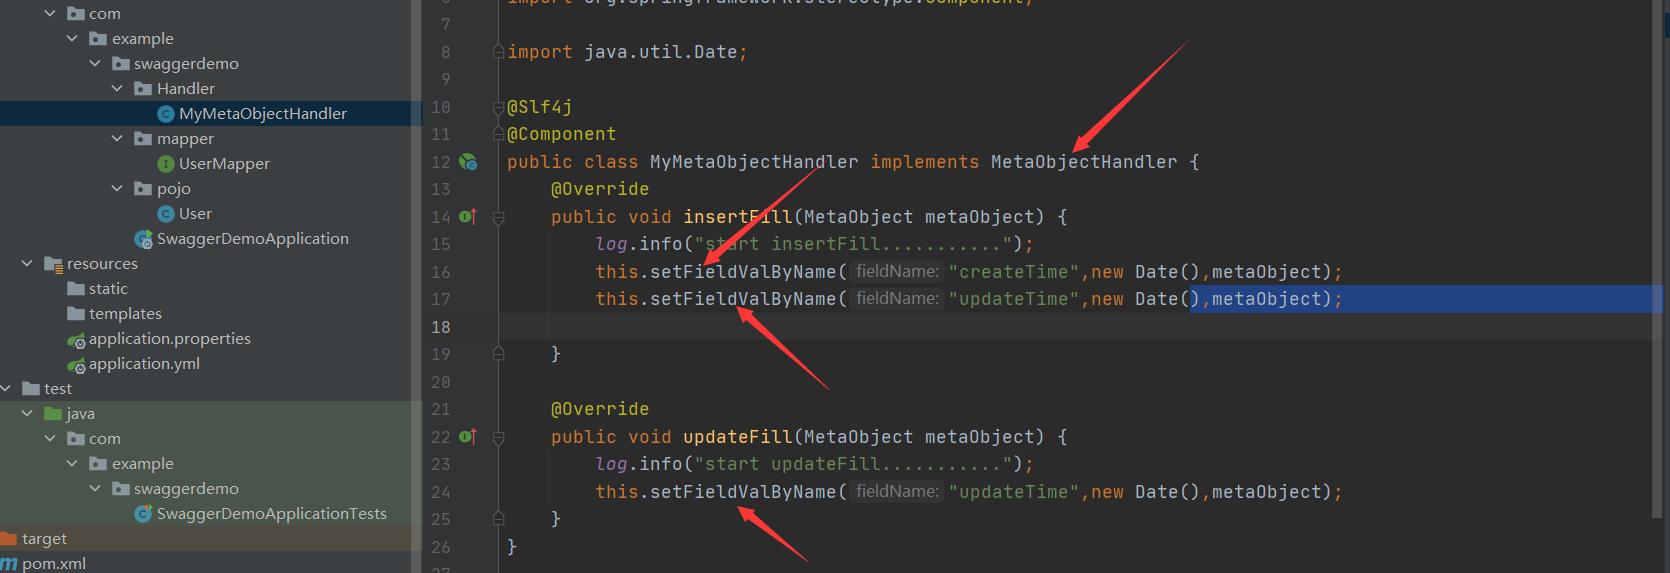 com
example
swaggerdemo
Handler
MyMetaObjectHandler
mapper
UserMapper
pojo
User
SwaggerDemoApplication
resources
static
templates
application.properties
application.yml
test
java
com
example
swaggerdemo
SwaggerDemoApplicationTests
target
pom.xml
import org.springframework.stereotype.Component;
7
8 import java.util.Date;
9
10 @Slf4j
11 @Component
12 public class MyMetaObjectHandler implements MetaObjectHandler {
13 @Override
14 public void insertFill(MetaObject metaObject) {
15 log.info("start insertFill...........");
16 this.setFieldValByName( fieldName: "createTime",new Date(),metaObject);
17 this.setFieldValByName( fieldName: "updateTime",new Date(),metaObject);
18
19 }
20
21 @Override
22 public void updateFill(MetaObject metaObject) {
23 log.info("start updateFill...........");
24 this.setFieldValByName( fieldName: "updateTime",new Date(),metaObject);
25 }
26 }